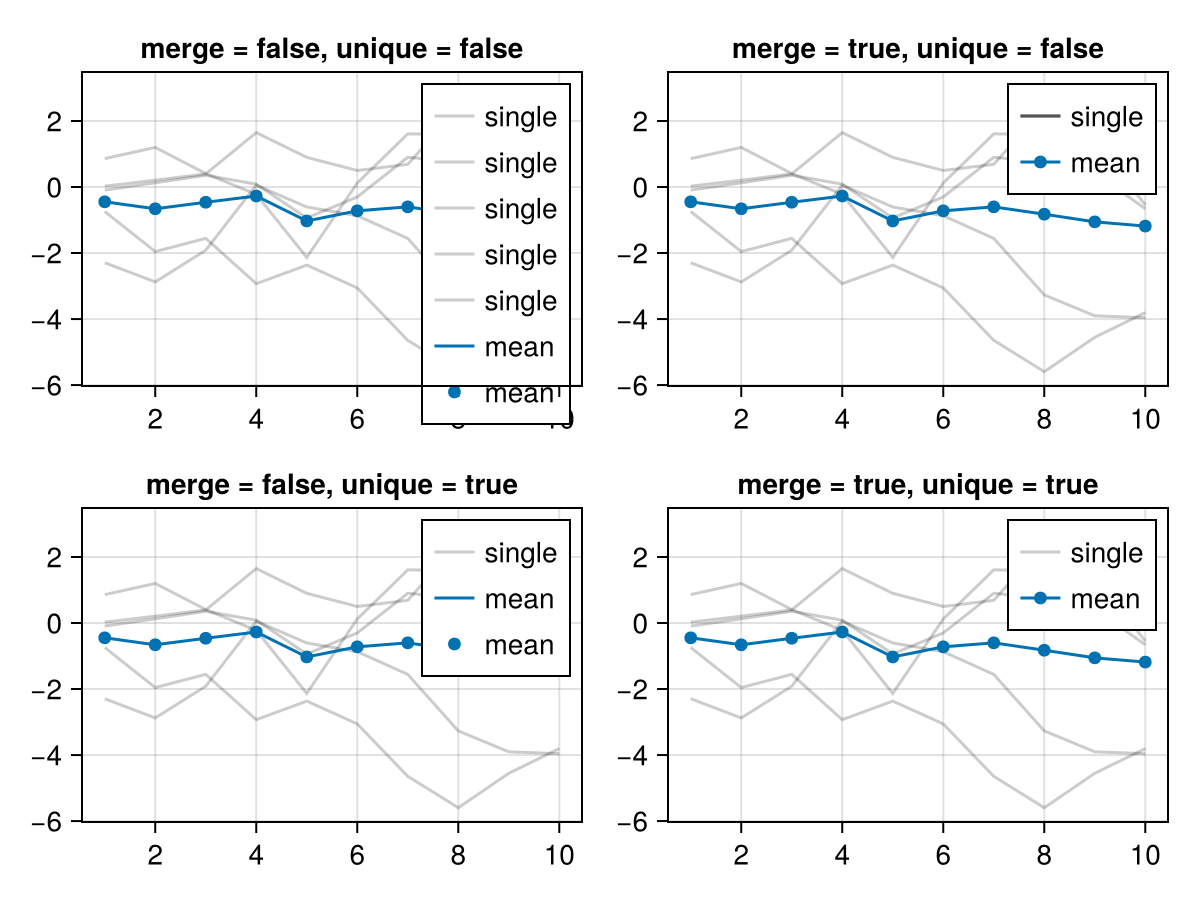 merge = false, unique = false
single
single
single
single
single
mean
mean
2
0
−2
−4
−6
2
4
6
8
10
merge = true, unique = false
single
mean
2
0
−2
−4
−6
2
4
6
8
10
merge = false, unique = true
single
mean
mean
2
0
−2
−4
−6
2
4
6
8
10
merge = true, unique = true
single
mean
2
0
−2
−4
−6
2
4
6
8
10